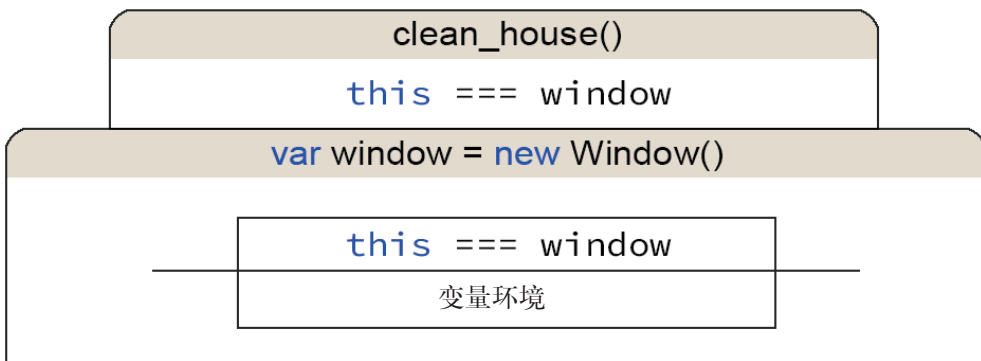 clean_house()
this === window
var window = new Window()
this === window
变量环境